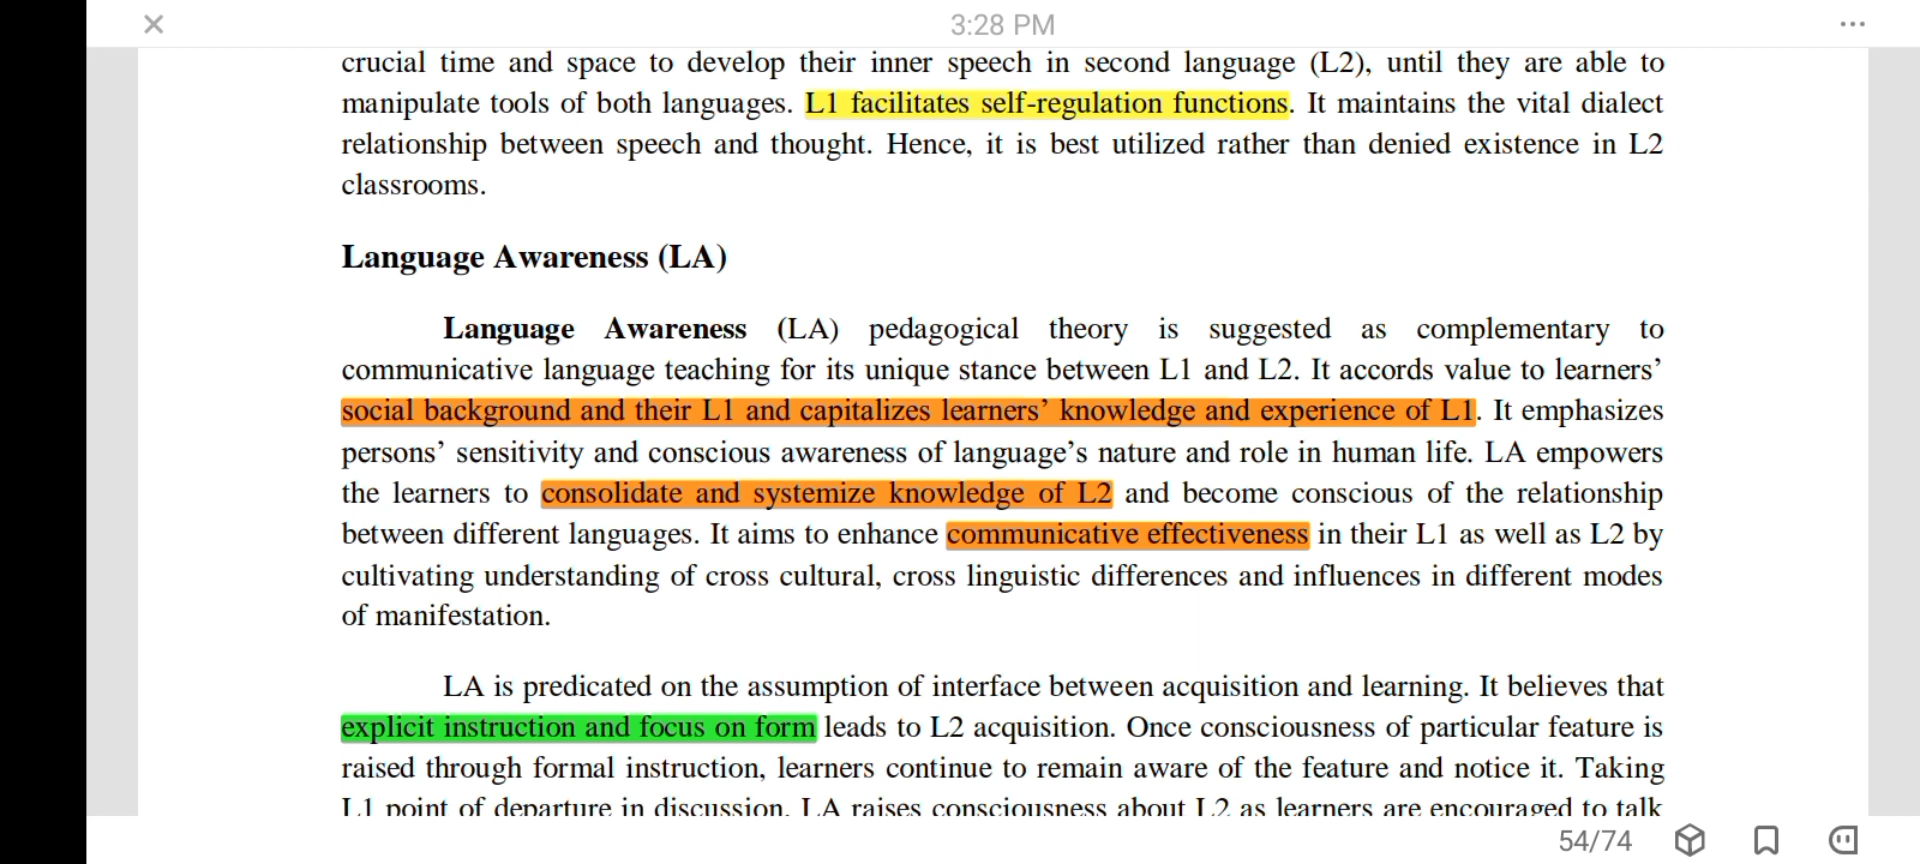 3:28 PM
crucial time and space to develop their inner speech in second language (L2), until they are able to
manipulate tools of both languages. L1 facilitates self-regulation functions. It maintains the vital dialect
relationship between speech and thought. Hence, it is best utilized rather than denied existence in L2
classrooms.
Language Awareness (LA)
Language Awareness (LA) pedagogical theory is suggested as complementary to
communicative language teaching for its unique stance between L1 and L2. It accords value to learners’
social background and their L1 and capitalizes learners’ knowledge and experience of L1. It emphasizes
persons’ sensitivity and conscious awareness of language’s nature and role in human life. LA empowers
the learners to consolidate and systemize knowledge of L2 and become conscious of the relationship
between different languages. It aims to enhance communicative effectiveness in their L1 as well as L2 by
cultivating understanding of cross cultural, cross linguistic differences and influences in different modes
of manifestation.
LA is predicated on the assumption of interface between acquisition and learning. It believes that
explicit instruction and focus on form leads to L2 acquisition. Once consciousness of particular feature is
raised through formal instruction, learners continue to remain aware of the feature and notice it. Taking
L1 point of departure in discussion, LA raises consciousness about L2 as learners are encouraged to talk
54/74